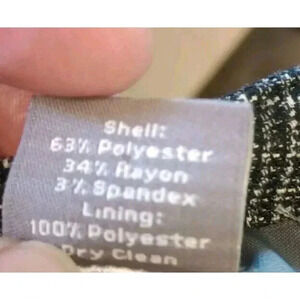 Shell:
63% Polyester
34% Rayon
3% Spandex
Lining:
100% Polyester
Dry Clean